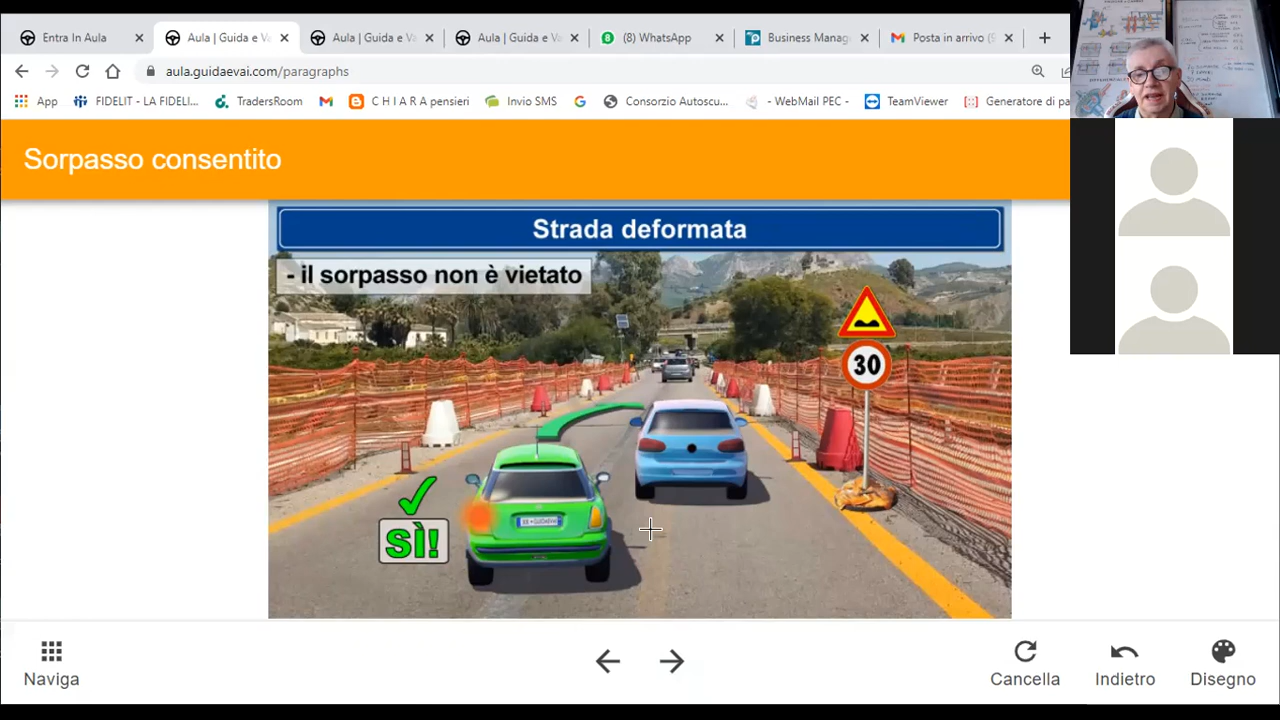 Entra In Aula
Aula | Guida e Va
Aula | Guida e Va
Aula | Guida e Va
(8) WhatsApp
Business Manag
Posta in arrivo (9
aula.guidaevai.com/paragraphs
App
FIDELIT - LA FIDELI...
TradersRoom
C H I A R A pensieri
Invio SMS
Consorzio Autoscu...
- WebMail PEC -
TeamViewer
Generatore di pa
Sorpasso consentito
Strada deformata
- il sorpasso non è vietato
30
SÌ!
Naviga
Cancella
Indietro
Disegno